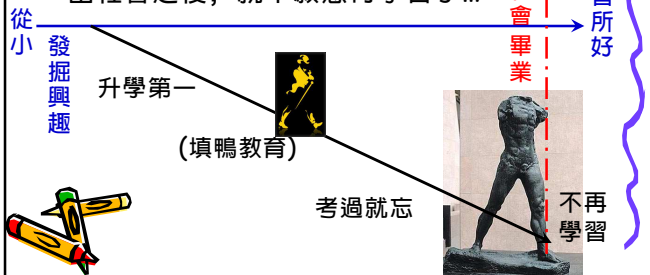 從小
發掘興趣
升學第一
(填鴨教育)
考過就忘
會畢業
所好
不再
學習